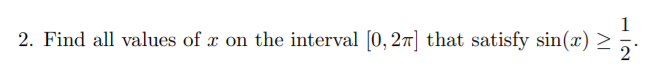 2. Find all values of x on the interval [0, 2π] that satisfy sin(x) ≥ 1/2.